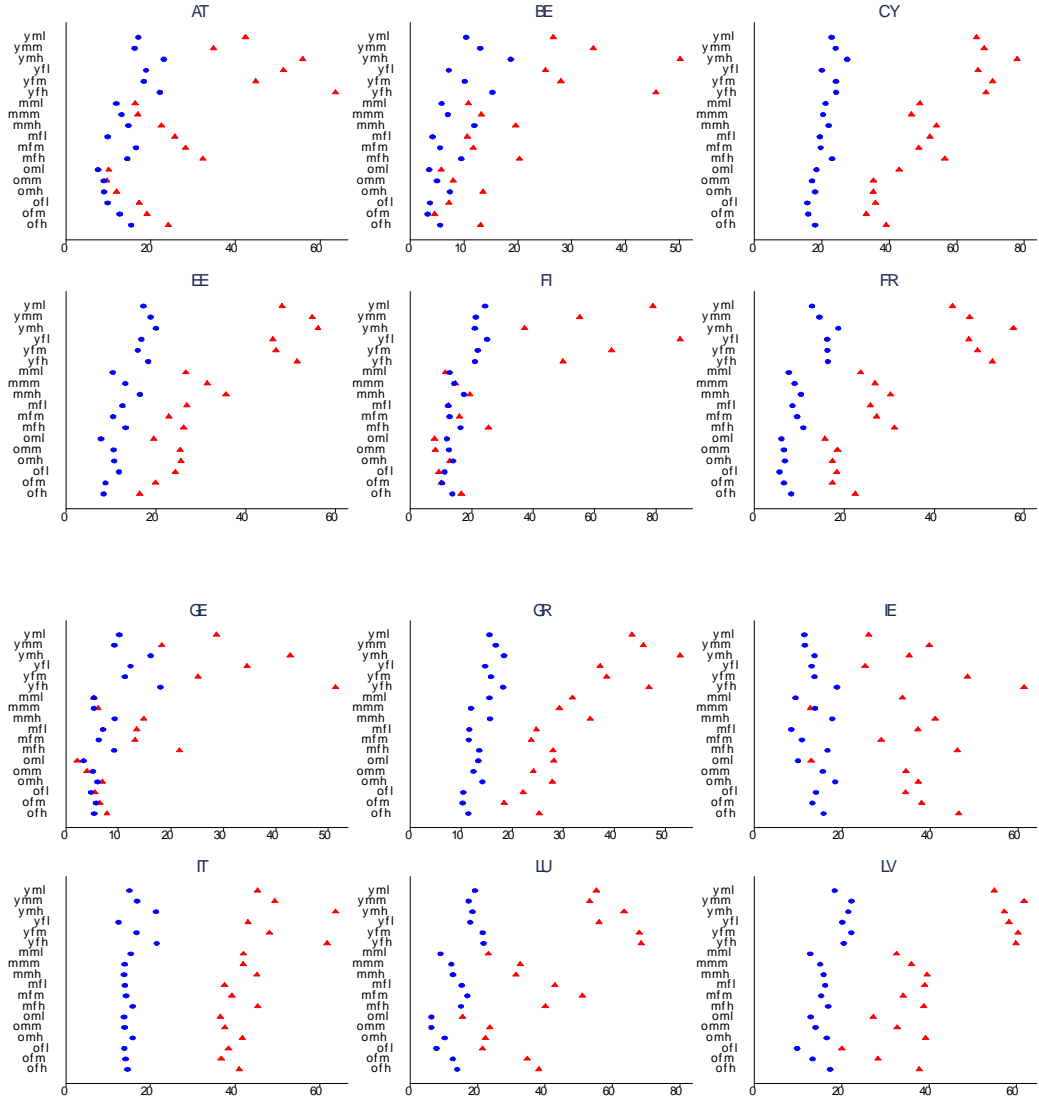 AT
yml
ymm
ymh
yfl
yfm
yfh
mml
mmm
mmh
mfl
mfm
mfh
oml
omm
omh
ofl
ofm
ofh
0 20 40 60
BE
yml
ymm
ymh
yfl
yfm
yfh
mml
mmm
mmh
mfl
mfm
mfh
oml
omm
omh
ofl
ofm
ofh
0 10 20 30 40 50
CY
yml
ymm
ymh
yfl
yfm
yfh
mml
mmm
mmh
mfl
mfm
mfh
oml
omm
omh
ofl
ofm
ofh
0 20 40 60 80
EE
yml
ymm
ymh
yfl
yfm
yfh
mml
mmm
mmh
mfl
mfm
mfh
oml
omm
omh
ofl
ofm
ofh
0 20 40 60
FI
yml
ymm
ymh
yfl
yfm
yfh
mml
mmm
mmh
mfl
mfm
mfh
oml
omm
omh
ofl
ofm
ofh
0 20 40 60 80
FR
yml
ymm
ymh
yfl
yfm
yfh
mml
mmm
mmh
mfl
mfm
mfh
oml
omm
omh
ofl
ofm
ofh
0 20 40 60
GE
yml
ymm
ymh
yfl
yfm
yfh
mml
mmm
mmh
mfl
mfm
mfh
oml
omm
omh
ofl
ofm
ofh
0 10 20 30 40 50
GR
yml
ymm
ymh
yfl
yfm
yfh
mml
mmm
mmh
mfl
mfm
mfh
oml
omm
omh
ofl
ofm
ofh
0 10 20 30 40 50
IE
yml
ymm
ymh
yfl
yfm
yfh
mml
mmm
mmh
mfl
mfm
mfh
oml
omm
omh
ofl
ofm
ofh
0 20 40 60
IT
yml
ymm
ymh
yfl
yfm
yfh
mml
mmm
mmh
mfl
mfm
mfh
oml
omm
omh
ofl
ofm
ofh
0 20 40 60
LU
yml
ymm
ymh
yfl
yfm
yfh
mml
mmm
mmh
mfl
mfm
mfh
oml
omm
omh
ofl
ofm
ofh
0 20 40 60 80
LV
yml
ymm
ymh
yfl
yfm
yfh
mml
mmm
mmh
mfl
mfm
mfh
oml
omm
omh
ofl
ofm
ofh
0 20 40 60